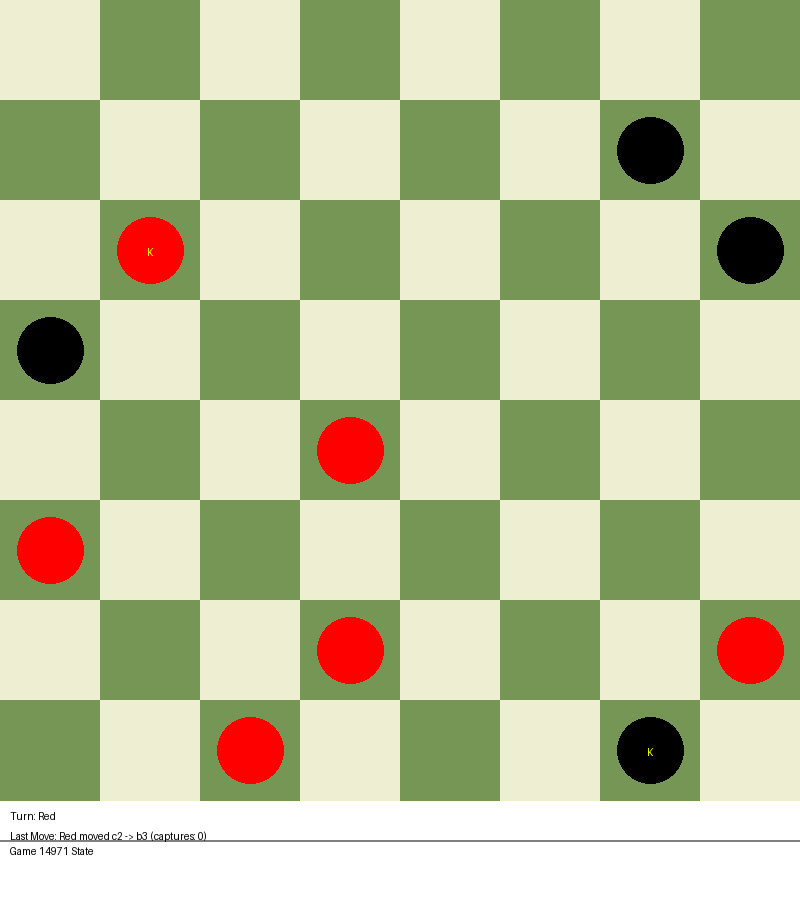 K
K
Turn: Red
Last Move: Red moved c2 -> b3 (captures: 0)
Game 14971 State